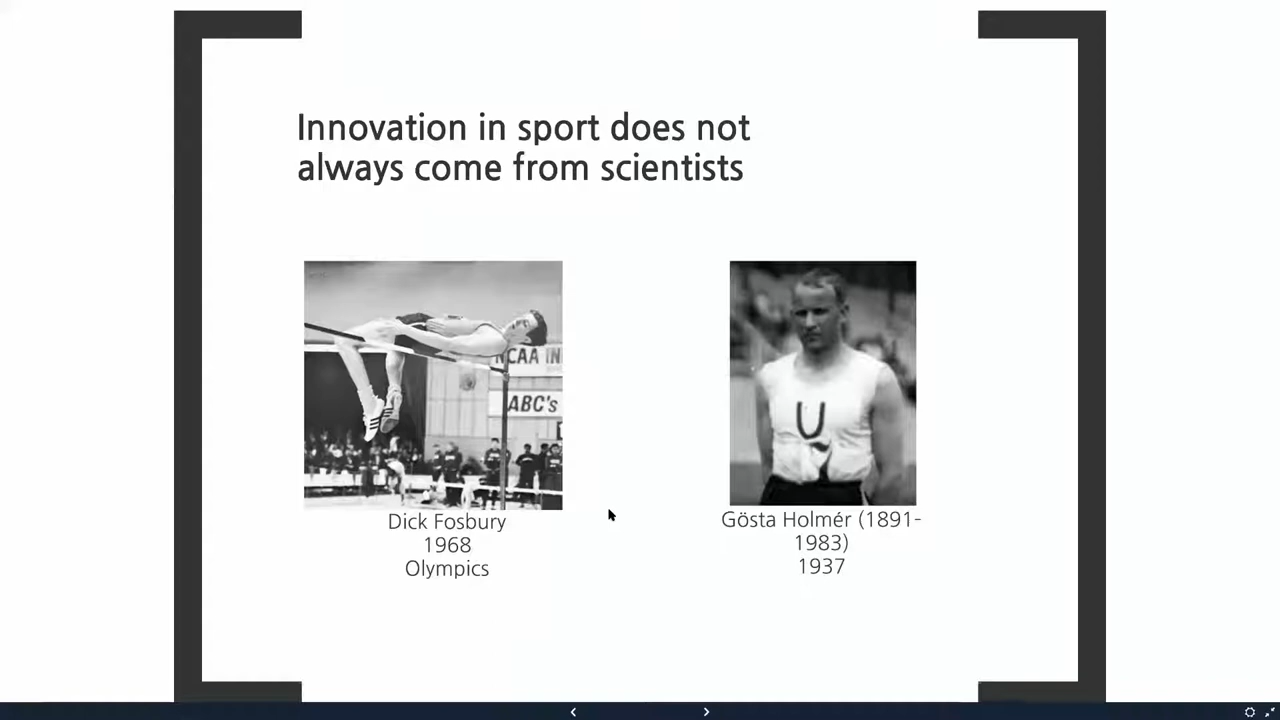 Innovation in sport does not
always come from scientists
NCAA IN
ABC's
U
Dick Fosbury
1968
Olympics
Gösta Holmér (1891-
1983)
1937